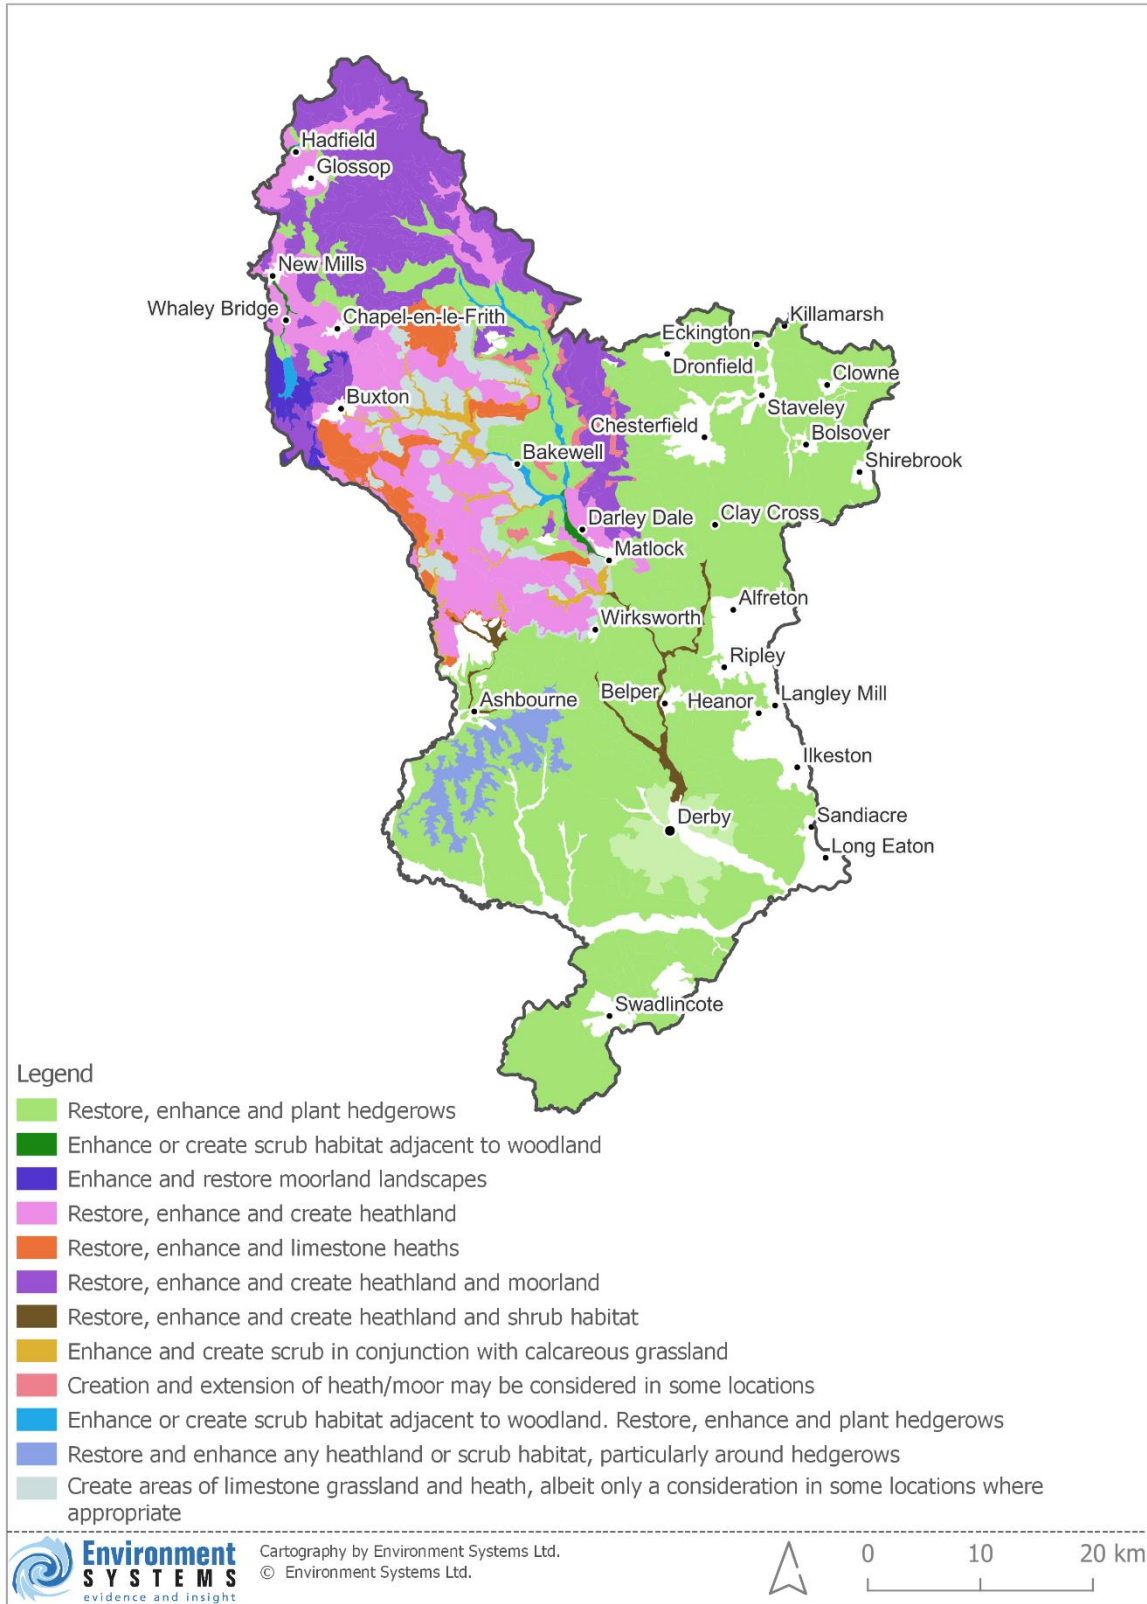 Hadfield
Glossop
New Mills
Whaley Bridge
Chapel-en-le-Frith
Killamarsh
Eckington
Dronfield
Clowne
Staveley
Buxton
Chesterfield
Bolsover
Bakewell
Shirebrook
Darley Dale
Clay Cross
Matlock
Alfreton
Wirksworth
Ripley
Ashbourne
Belper
Heanor
Langley Mill
Ilkeston
Derby
Sandiacre
Long Eaton
Swadlincote
Legend
Restore, enhance and plant hedgerows
Enhance or create scrub habitat adjacent to woodland
Enhance and restore moorland landscapes
Restore, enhance and create heathland
Restore, enhance and limestone heaths
Restore, enhance and create heathland and moorland
Restore, enhance and create heathland and shrub habitat
Enhance and create scrub in conjunction with calcareous grassland
Creation and extension of heath/moor may be considered in some locations
Enhance or create scrub habitat adjacent to woodland. Restore, enhance and plant hedgerows
Restore and enhance any heathland or scrub habitat, particularly around hedgerows
Create areas of limestone grassland and heath, albeit only a consideration in some locations where
appropriate
Environment
SYSTEMS
evidence and insight
Cartography by Environment Systems Ltd.
© Environment Systems Ltd.
0 10 20 km